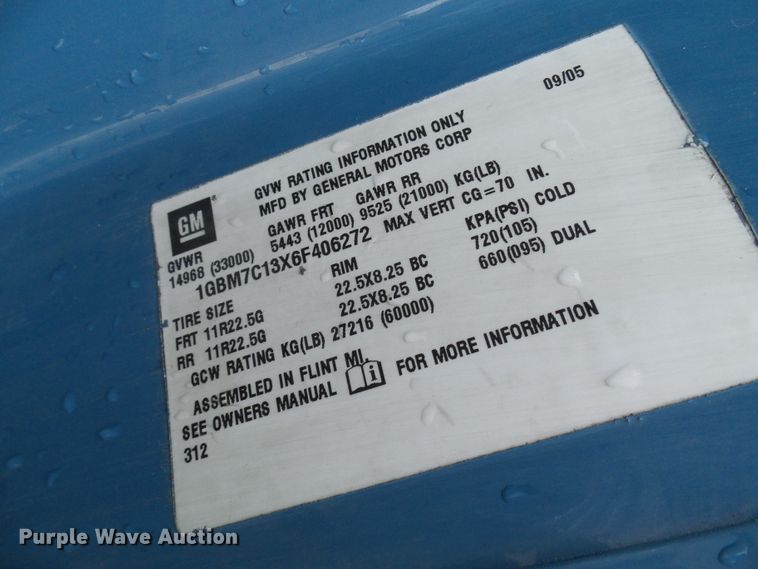 09/05
GM
GVW RATING INFORMATION ONLY
MFD BY GENERAL MOTORS CORP
GVWR GAWR FRT GAWR RR
14968 (33000) 5443 (12000) 9525 (21000) KG(LB)
1GBM7C13X6F406272 MAX VERT CG=70 IN.
TIRE SIZE RIM KPA(PSI) COLD
FRT 11R22.5G 22.5X8.25 BC 720(105)
RR 11R22.5G 22.5X8.25 BC 660(095) DUAL
GCW RATING KG(LB) 27216 (60000)
ASSEMBLED IN FLINT MI.
SEE OWNERS MANUAL i FOR MORE INFORMATION
312
Purple Wave Auction